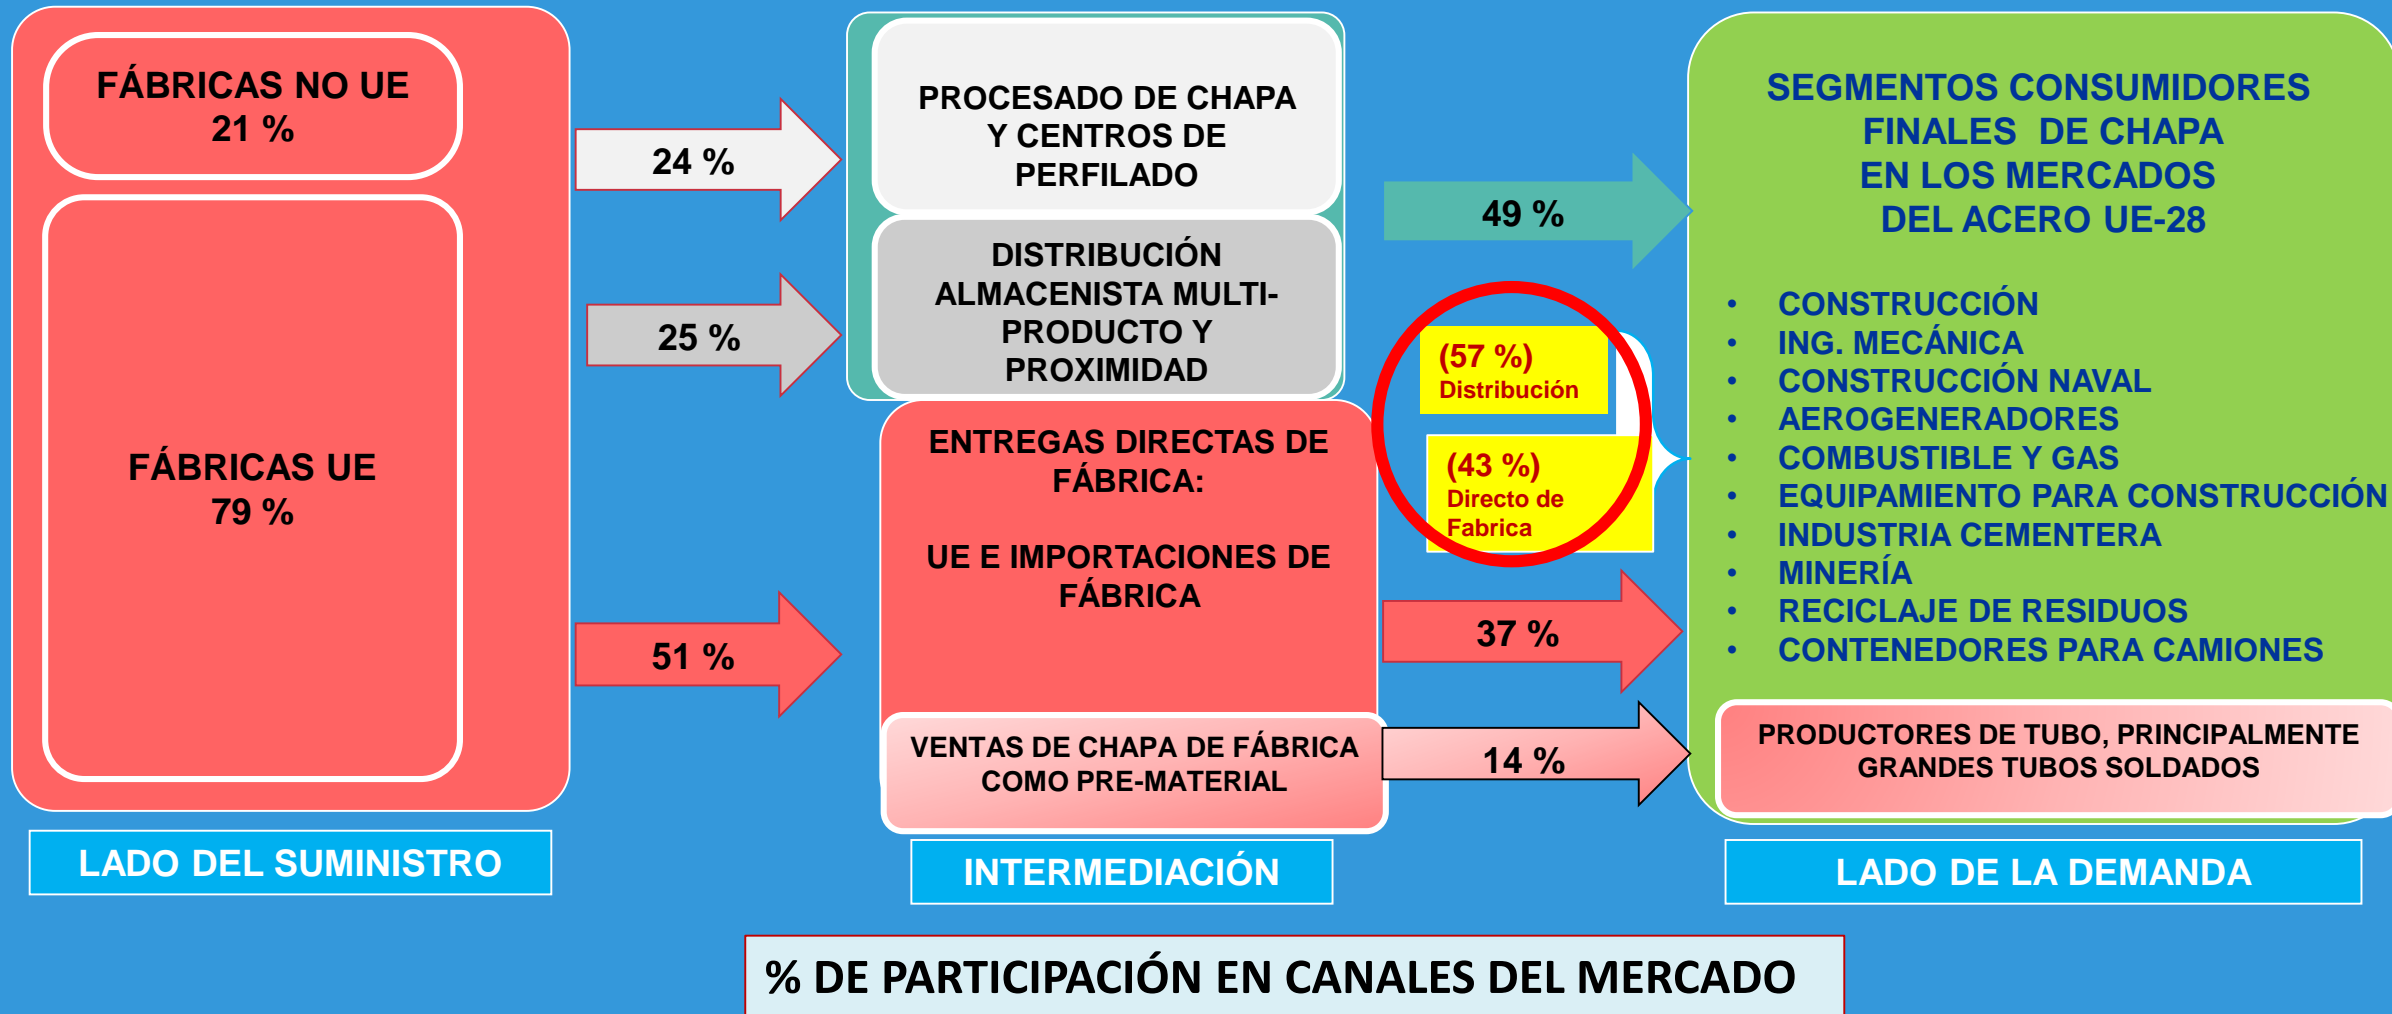 FÁBRICAS NO UE
21 %
FÁBRICAS UE
79 %
LADO DEL SUMINISTRO
24 %
25 %
51 %
PROCESADO DE CHAPA
Y CENTROS DE
PERFILADO
DISTRIBUCIÓN
ALMACENISTA MULTI-
PRODUCTO Y
PROXIMIDAD
ENTREGAS DIRECTAS DE
FÁBRICA:
UE E IMPORTACIONES DE
FÁBRICA
VENTAS DE CHAPA DE FÁBRICA
COMO PRE-MATERIAL
INTERMEDIACIÓN
49 %
(57 %)
Distribución
(43 %)
Directo de
Fabrica
37 %
14 %
SEGMENTOS CONSUMIDORES
FINALES DE CHAPA
EN LOS MERCADOS
DEL ACERO UE-28
• CONSTRUCCIÓN
• ING. MECÁNICA
• CONSTRUCCIÓN NAVAL
• AEROGENERADORES
• COMBUSTIBLE Y GAS
• EQUIPAMIENTO PARA CONSTRUCCIÓN
• INDUSTRIA CEMENTERA
• MINERÍA
• RECICLAJE DE RESIDUOS
• CONTENEDORES PARA CAMIONES
PRODUCTORES DE TUBO, PRINCIPALMENTE
GRANDES TUBOS SOLDADOS
LADO DE LA DEMANDA
% DE PARTICIPACIÓN EN CANALES DEL MERCADO